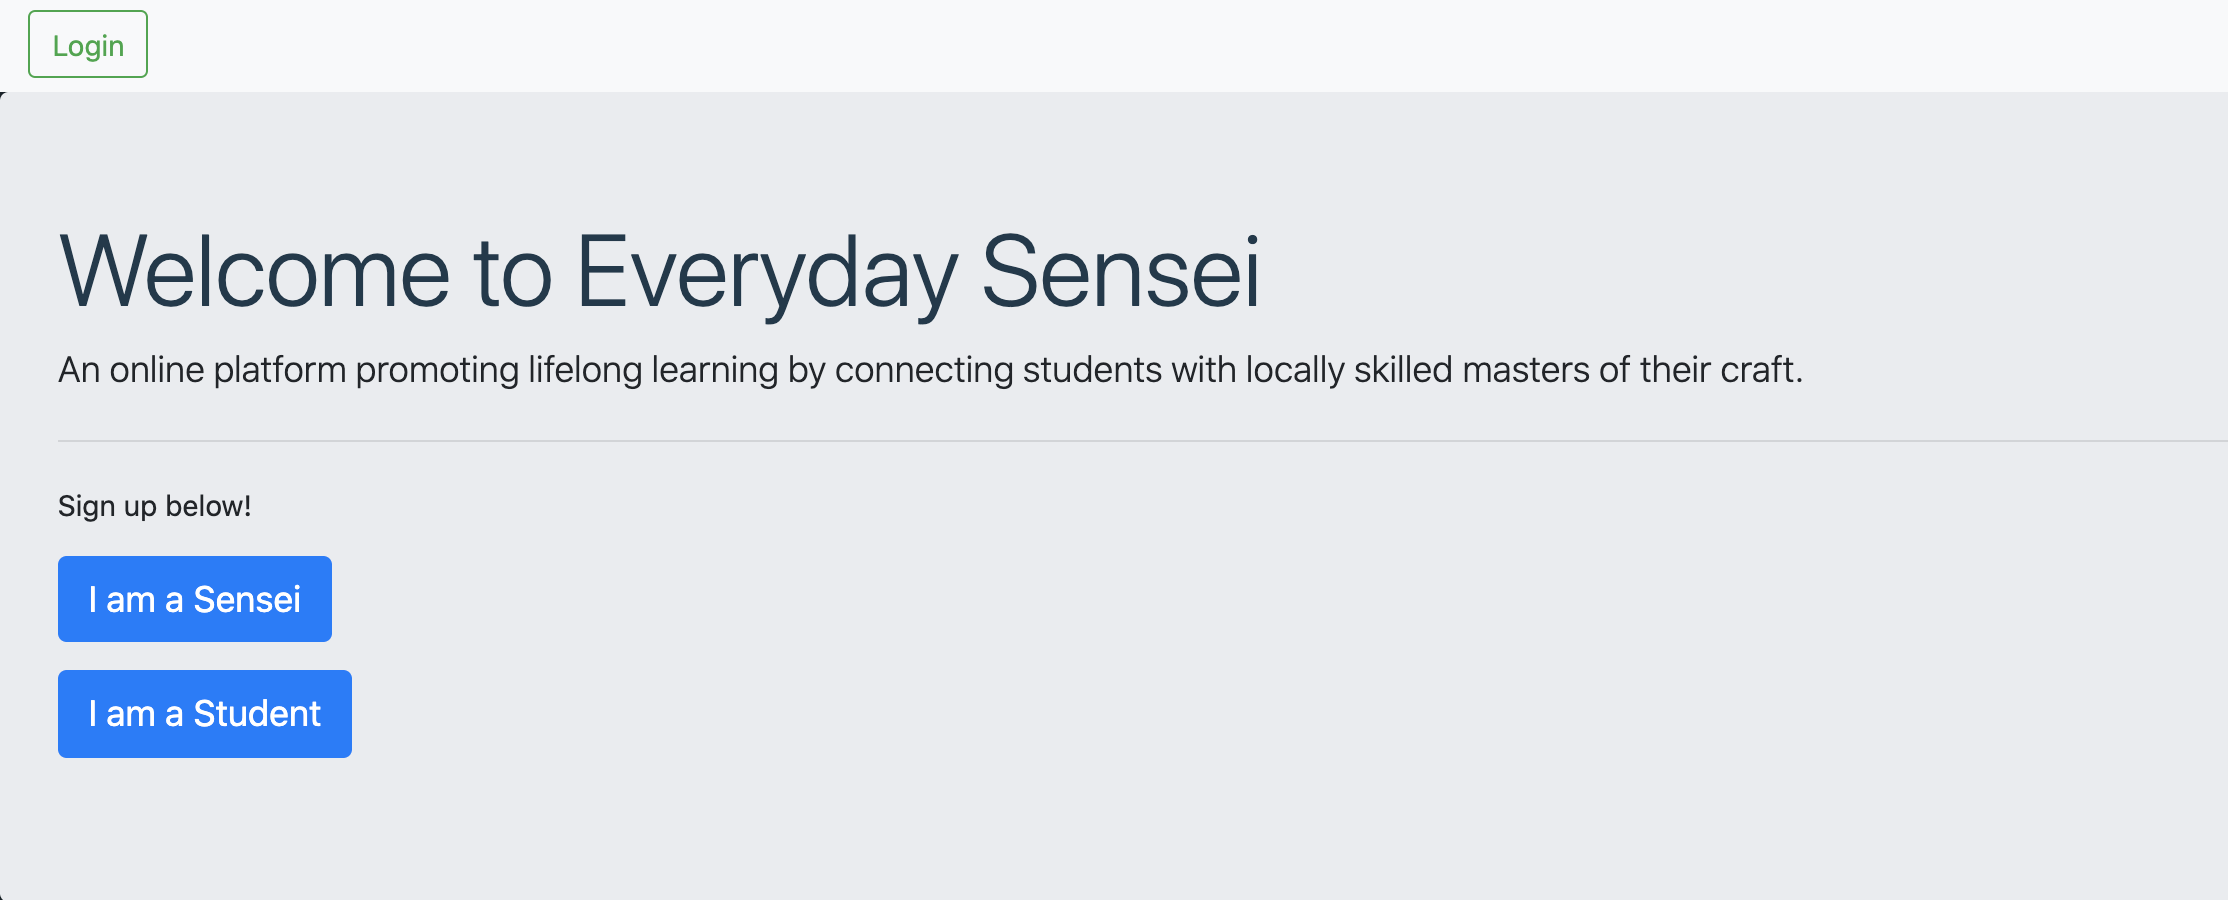 Login
Welcome to Everyday Sensei
An online platform promoting lifelong learning by connecting students with locally skilled masters of their craft.
Sign up below!
I am a Sensei
I am a Student